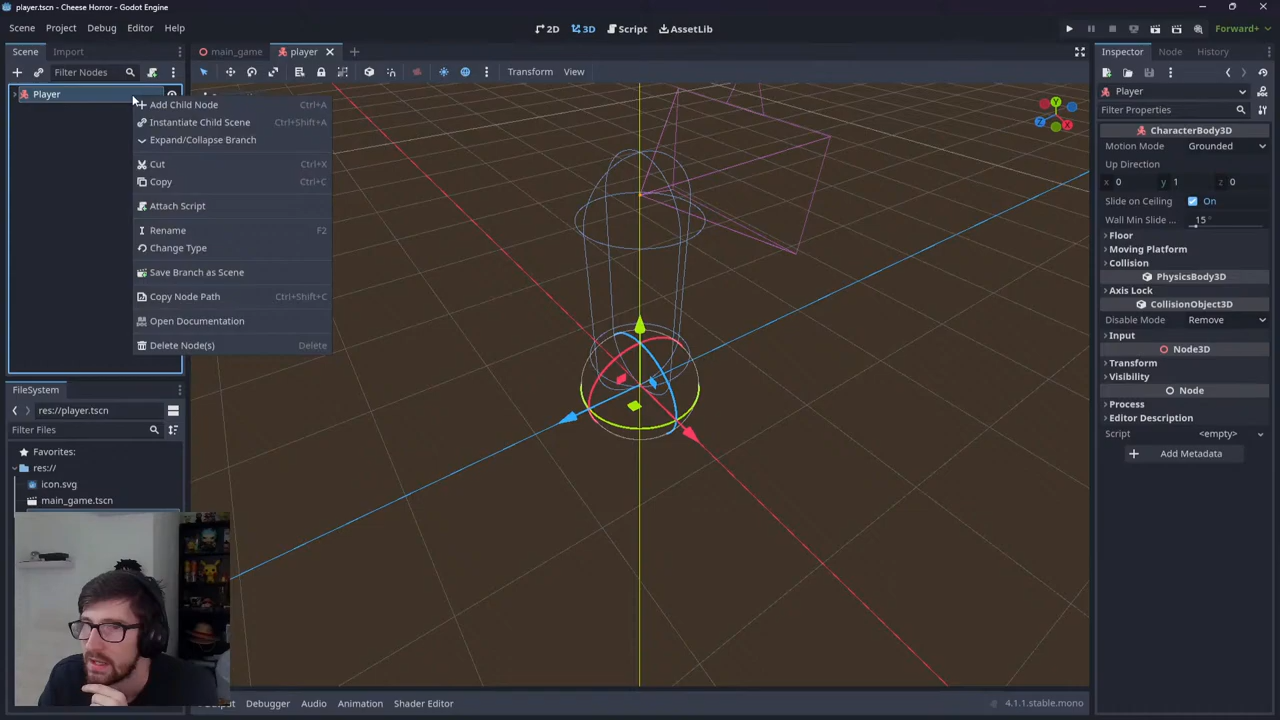 player.tscn - Cheese Horror - Godot Engine
Scene Project Debug Editor Help
2D 3D Script AssetLib
Forward+
Scene Import
main_game player
Inspector Node History
Filter Nodes
Transform View
Player
Player
Filter Properties
Add Child Node Ctrl+A
Instantiate Child Scene Ctrl+Shift+A
Expand/Collapse Branch
Cut Ctrl+X
Copy Ctrl+C
Attach Script
Rename F2
Change Type
Save Branch as Scene
Copy Node Path Ctrl+Shift+C
Open Documentation
Delete Node(s) Delete
Y
Z
X
CharacterBody3D
Motion Mode Grounded
Up Direction
x 0 y 1 z 0
Slide on Ceiling On
Wall Min Slide ... 15 °
Floor
Moving Platform
Collision
PhysicsBody3D
Axis Lock
CollisionObject3D
Disable Mode Remove
Input
Node3D
Transform
Visibility
Node
Process
Editor Description
Script <empty>
Add Metadata
FileSystem
res://player.tscn
Filter Files
Favorites:
res://
icon.svg
main_game.tscn
Debugger Audio Animation Shader Editor
4.1.1.stable.mono